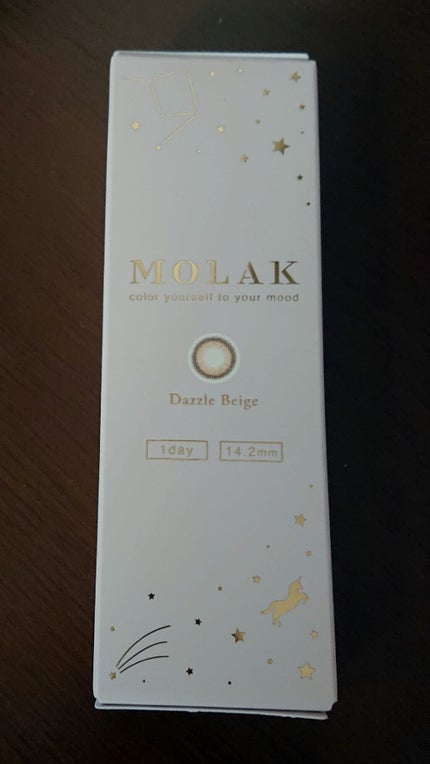 MOLAK
color yourself to your mood
Dazzle Beige
1day 14.2mm